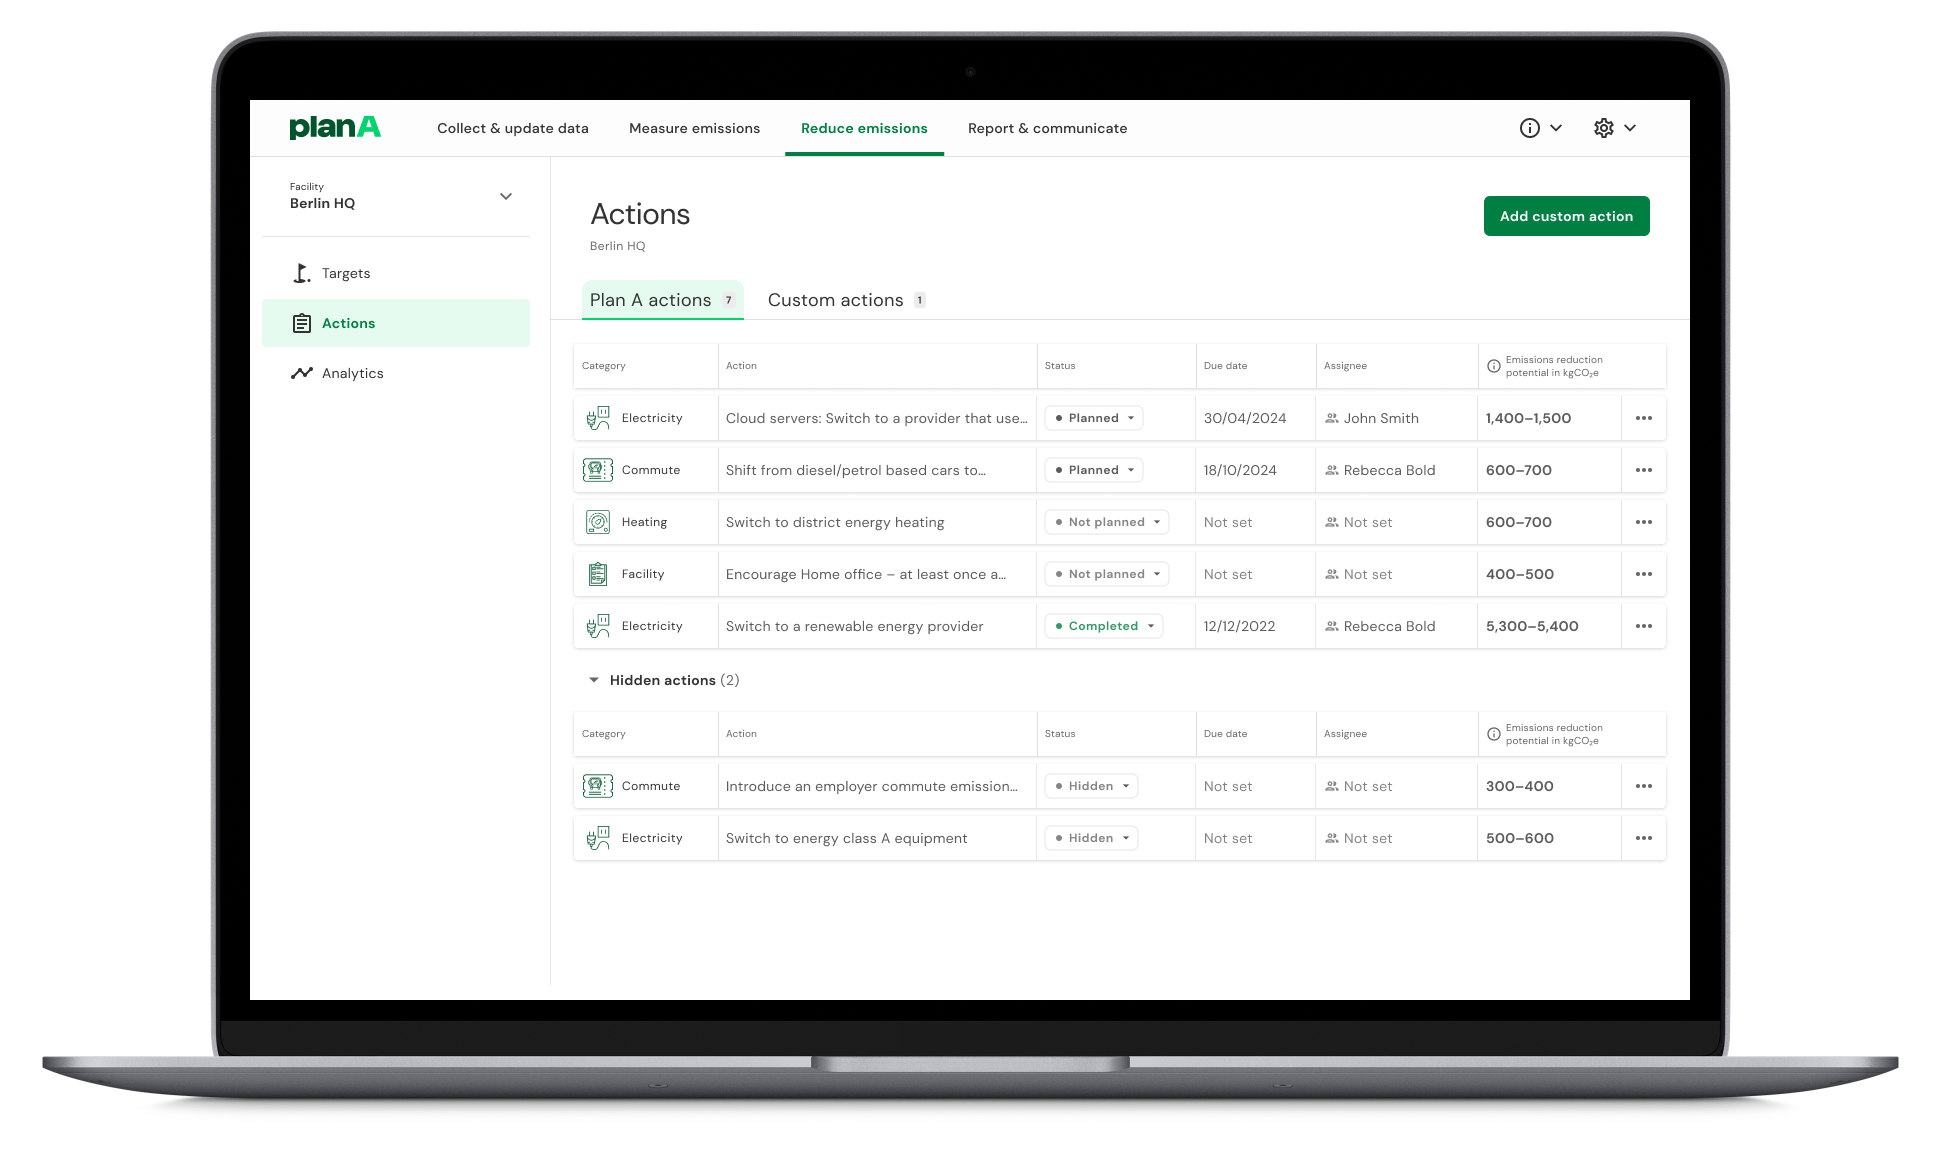 planA
Collect & update data
Measure emissions
Reduce emissions
Report & communicate
Facility
Berlin HQ
Targets
Actions
Analytics
Actions
Berlin HQ
Add custom action
Plan A actions 7
Custom actions 1
Category Action Status Due date Assignee Emissions reduction
potential in kgCO₂e
Electricity Cloud servers: Switch to a provider that use... Planned 30/04/2024 John Smith 1,400–1,500
Commute Shift from diesel/petrol based cars to... Planned 18/10/2024 Rebecca Bold 600–700
Heating Switch to district energy heating Not planned Not set Not set 600–700
Facility Encourage Home office – at least once a... Not planned Not set Not set 400–500
Electricity Switch to a renewable energy provider Completed 12/12/2022 Rebecca Bold 5,300–5,400
Hidden actions (2)
Category Action Status Due date Assignee Emissions reduction
potential in kgCO₂e
Commute Introduce an employer commute emission... Hidden Not set Not set 300–400
Electricity Switch to energy class A equipment Hidden Not set Not set 500–600